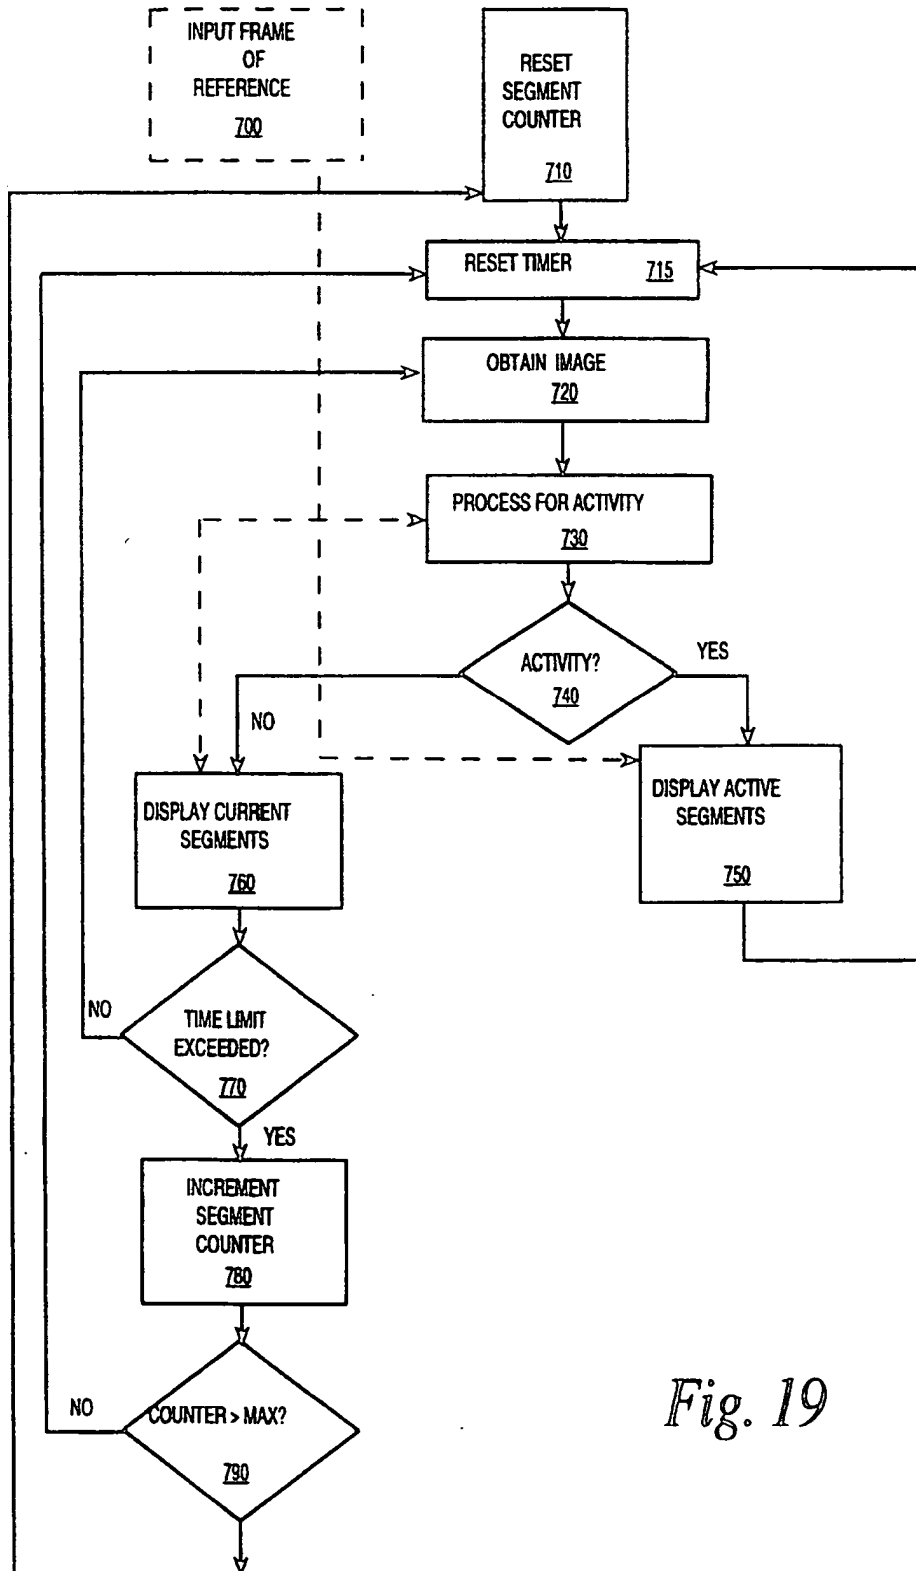 INPUT FRAME
OF
REFERENCE
700
RESET
SEGMENT
COUNTER
710
RESET TIMER 715
OBTAIN IMAGE
720
PROCESS FOR ACTIVITY
730
ACTIVITY?
740
YES
NO
DISPLAY CURRENT
SEGMENTS
760
DISPLAY ACTIVE
SEGMENTS
750
NO
TIME LIMIT
EXCEEDED?
770
YES
INCREMENT
SEGMENT
COUNTER
780
NO
COUNTER > MAX?
790
Fig. 19